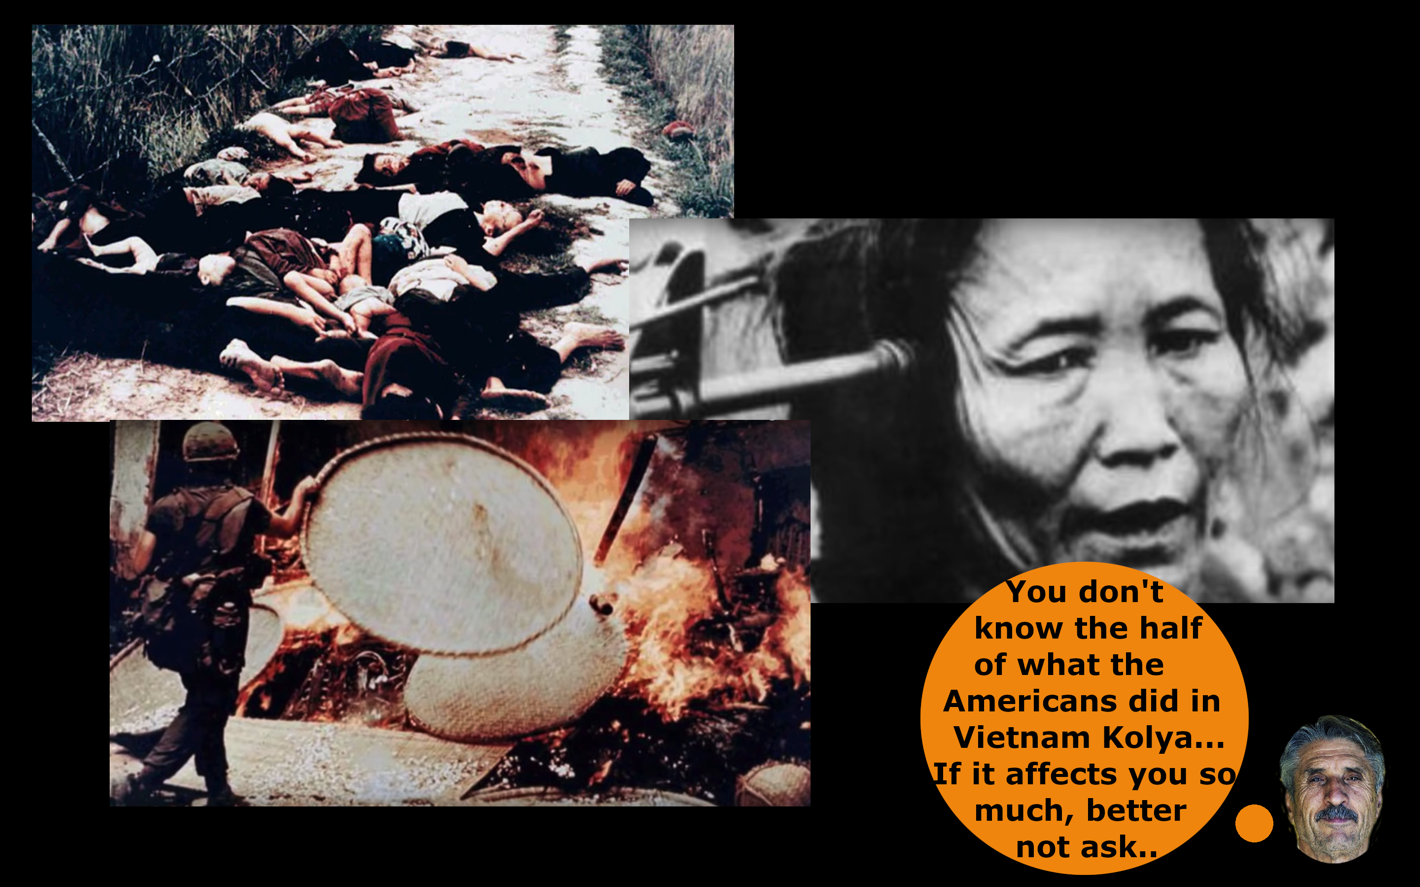 You don't
know the half
of what the
Americans did in
Vietnam Kolya...
If it affects you so
much, better
not ask..